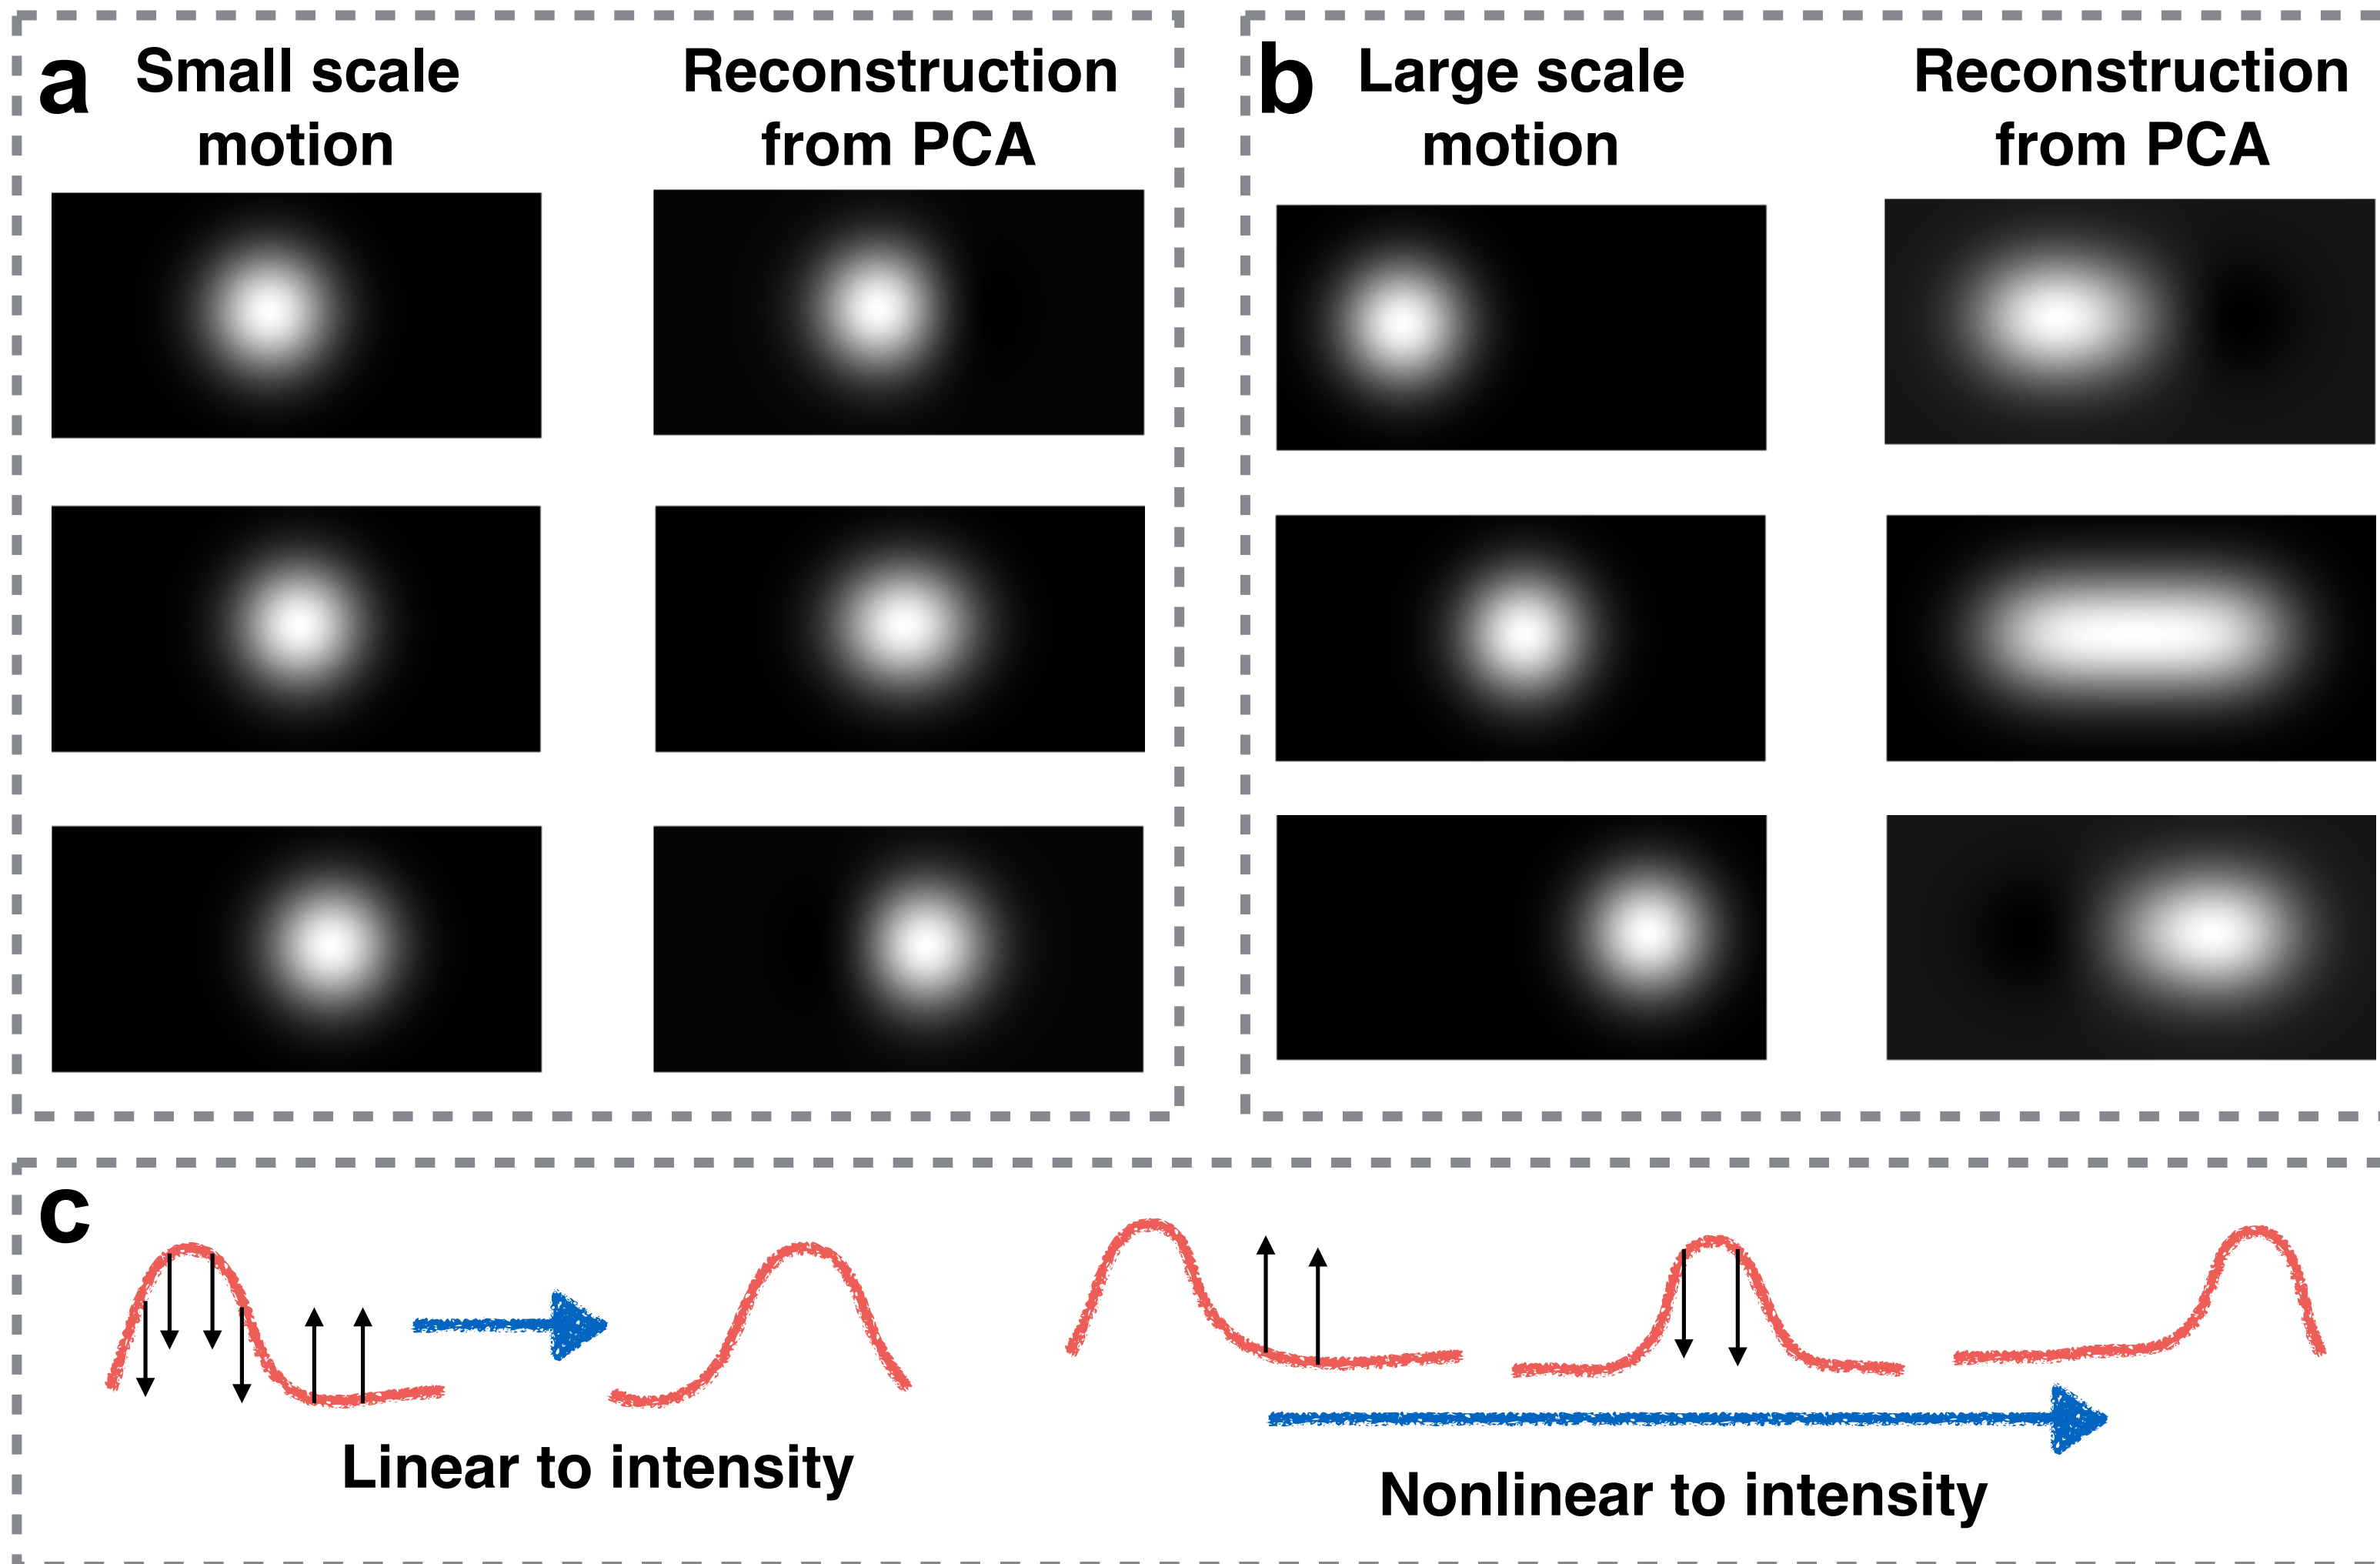 a
Small scale
motion
Reconstruction
from PCA
b
Large scale
motion
Reconstruction
from PCA
c
Linear to intensity
Nonlinear to intensity